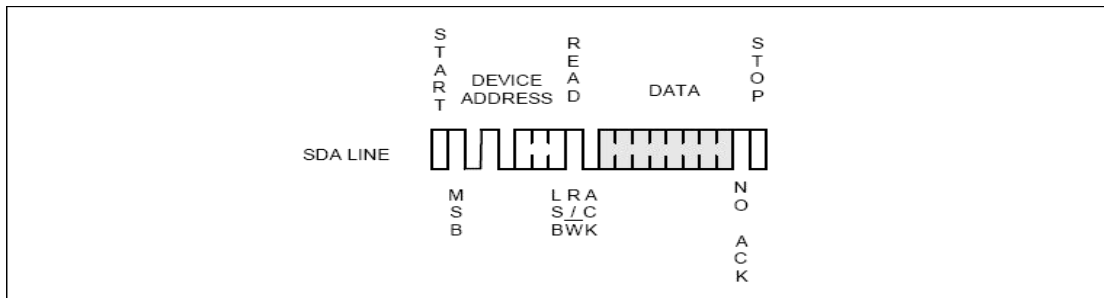 START
DEVICE ADDRESS
READ
DATA
STOP
SDA LINE
MSB
LSB
R/W
ACK
NO ACK